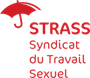 STRASS
Syndicat
du Travail
Sexuel